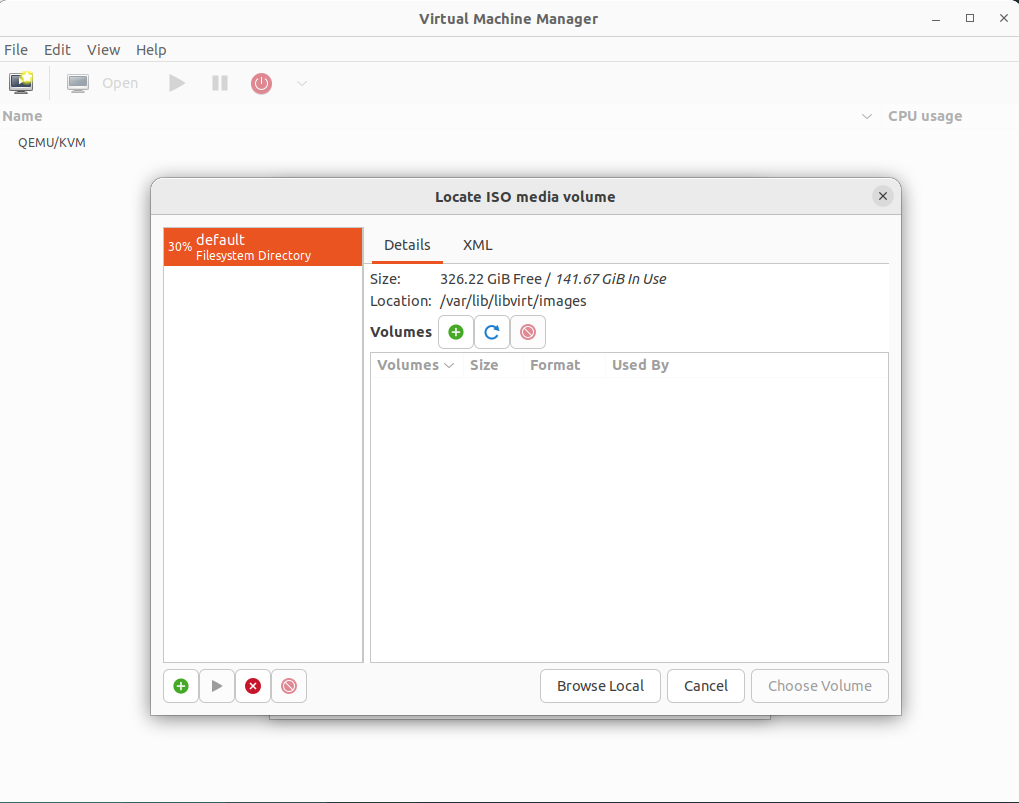 Virtual Machine Manager
File Edit View Help
Open
Name CPU usage
QEMU/KVM
Locate ISO media volume
30% default
Filesystem Directory
Details XML
Size: 326.22 GiB Free / 141.67 GiB In Use
Location: /var/lib/libvirt/images
Volumes
Volumes Size Format Used By
Browse Local Cancel Choose Volume